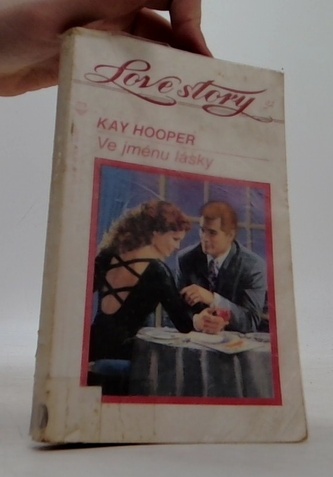 Love story
KAY HOOPER
Ve jménu lásky